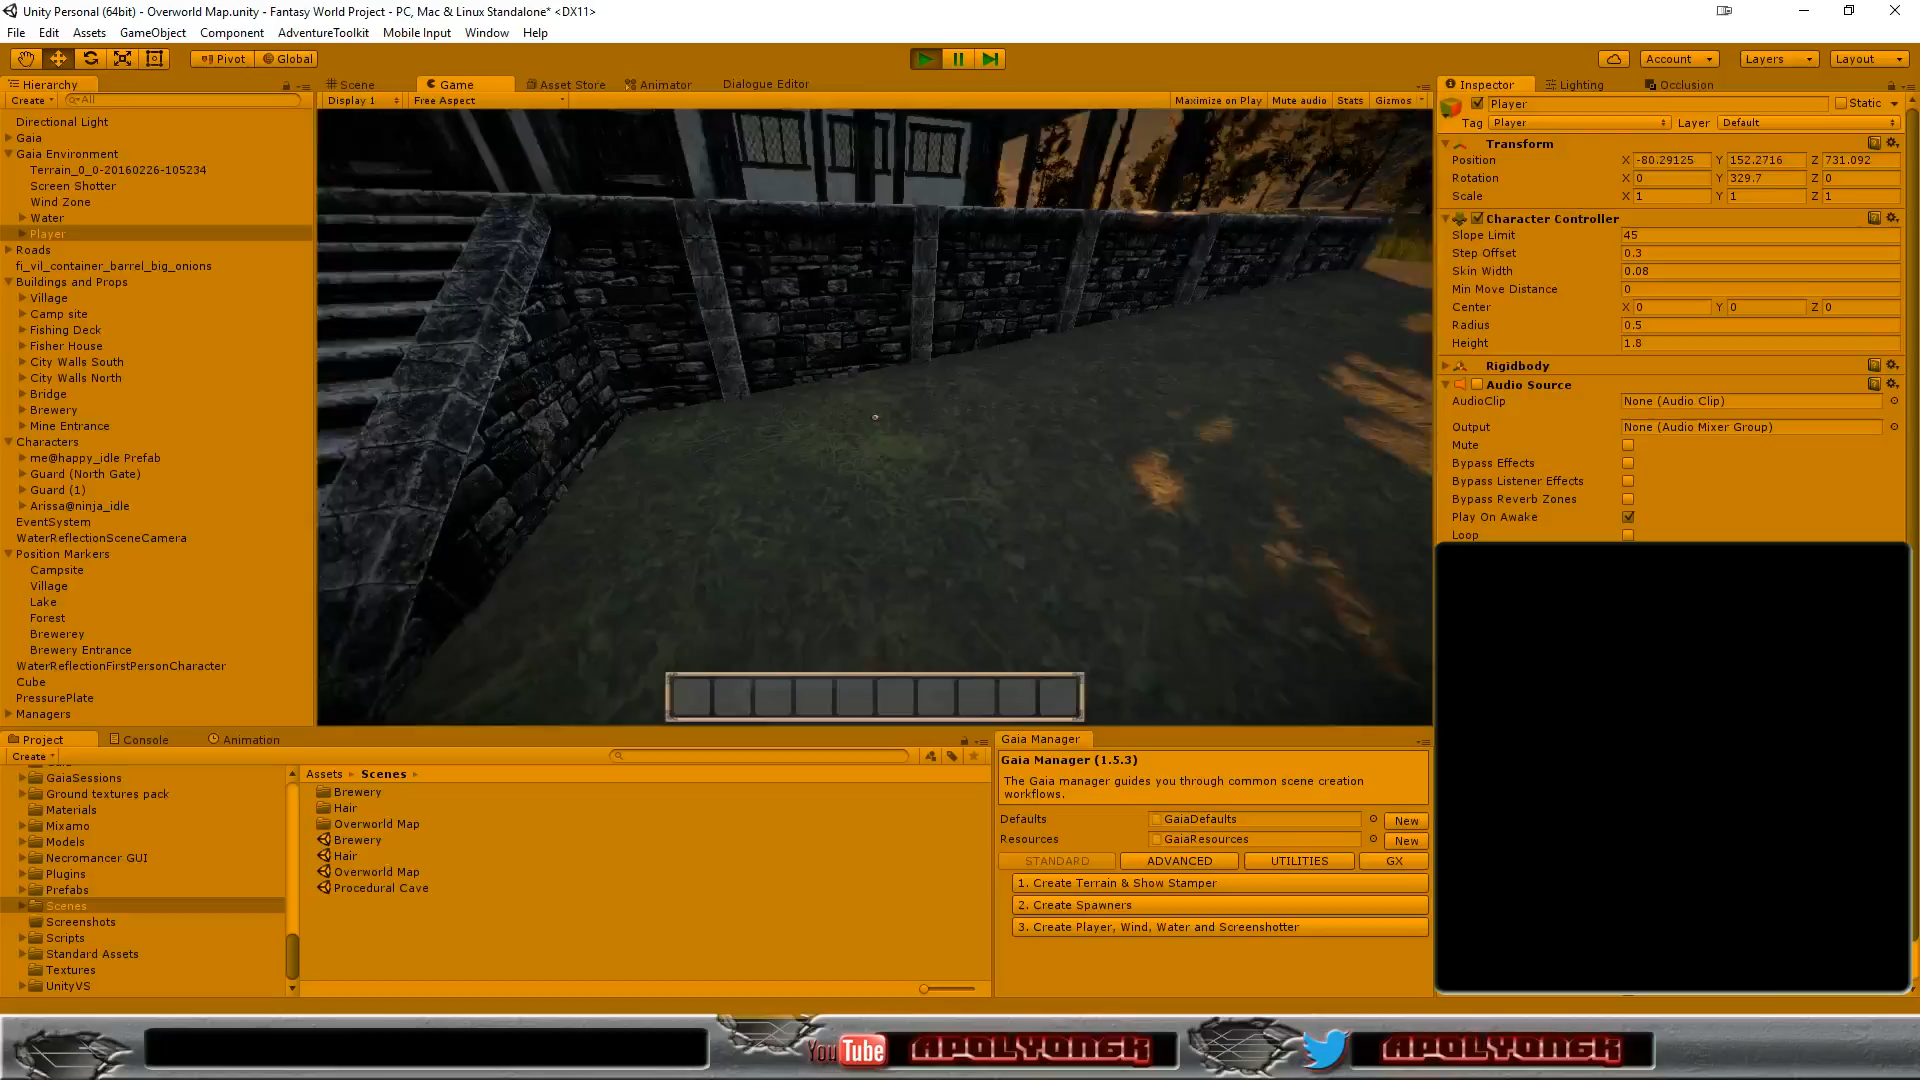 Unity Personal (64bit) - Overworld Map.unity - Fantasy World Project - PC, Mac & Linux Standalone* <DX11>
File Edit Assets GameObject Component AdventureToolkit Mobile Input Window Help
Pivot Global Account Layers Layout
Hierarchy
Create All
Directional Light
Gaia
Gaia Environment
Terrain_0_0-20160226-105234
Screen Shotter
Wind Zone
Water
Player
Roads
fi_vil_container_barrel_big_onions
Buildings and Props
Village
Camp site
Fishing Deck
Fisher House
City Walls South
City Walls North
Bridge
Brewery
Mine Entrance
Characters
me@happy_idle Prefab
Guard (North Gate)
Guard (1)
Arissa@ninja_idle
EventSystem
WaterReflectionSceneCamera
Position Markers
Campsite
Village
Lake
Forest
Brewerey
Brewery Entrance
WaterReflectionFirstPersonCharacter
Cube
PressurePlate
Managers
Scene Game Asset Store Animator Dialogue Editor
Display 1 Free Aspect Maximize on Play Mute audio Stats Gizmos
Inspector Lighting Occlusion
Player Static
Tag Player Layer Default
Transform
Position X -80.29125 Y 152.2716 Z 731.092
Rotation X 0 Y 329.7 Z 0
Scale X 1 Y 1 Z 1
Character Controller
Slope Limit 45
Step Offset 0.3
Skin Width 0.08
Min Move Distance 0
Center X 0 Y 0 Z 0
Radius 0.5
Height 1.8
Rigidbody
Audio Source
AudioClip None (Audio Clip)
Output None (Audio Mixer Group)
Mute
Bypass Effects
Bypass Listener Effects
Bypass Reverb Zones
Play On Awake
Loop
Project Console Animation
Create
GaiaSessions
Ground textures pack
Materials
Mixamo
Models
Necromancer GUI
Plugins
Prefabs
Scenes
Screenshots
Scripts
Standard Assets
Textures
UnityVS
Assets Scenes
Brewery
Hair
Overworld Map
Brewery
Hair
Overworld Map
Procedural Cave
Gaia Manager
Gaia Manager (1.5.3)
The Gaia manager guides you through common scene creation
workflows.
Defaults GaiaDefaults New
Resources GaiaResources New
STANDARD ADVANCED UTILITIES GX
1. Create Terrain & Show Stamper
2. Create Spawners
3. Create Player, Wind, Water and Screenshotter
YouTube APOLYONGK APOLYONGK